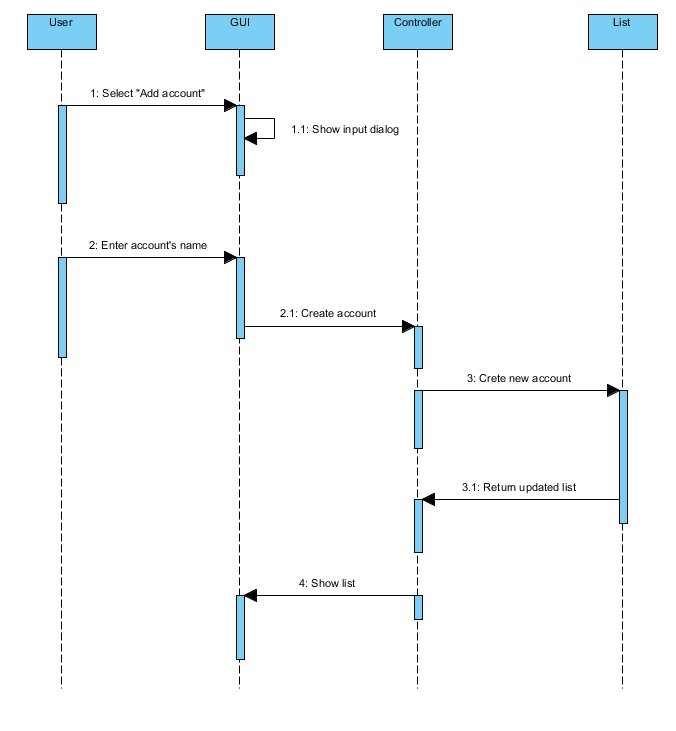 User
GUI
Controller
List
1: Select "Add account"
1.1: Show input dialog
2: Enter account's name
2.1: Create account
3: Crete new account
3.1: Return updated list
4: Show list